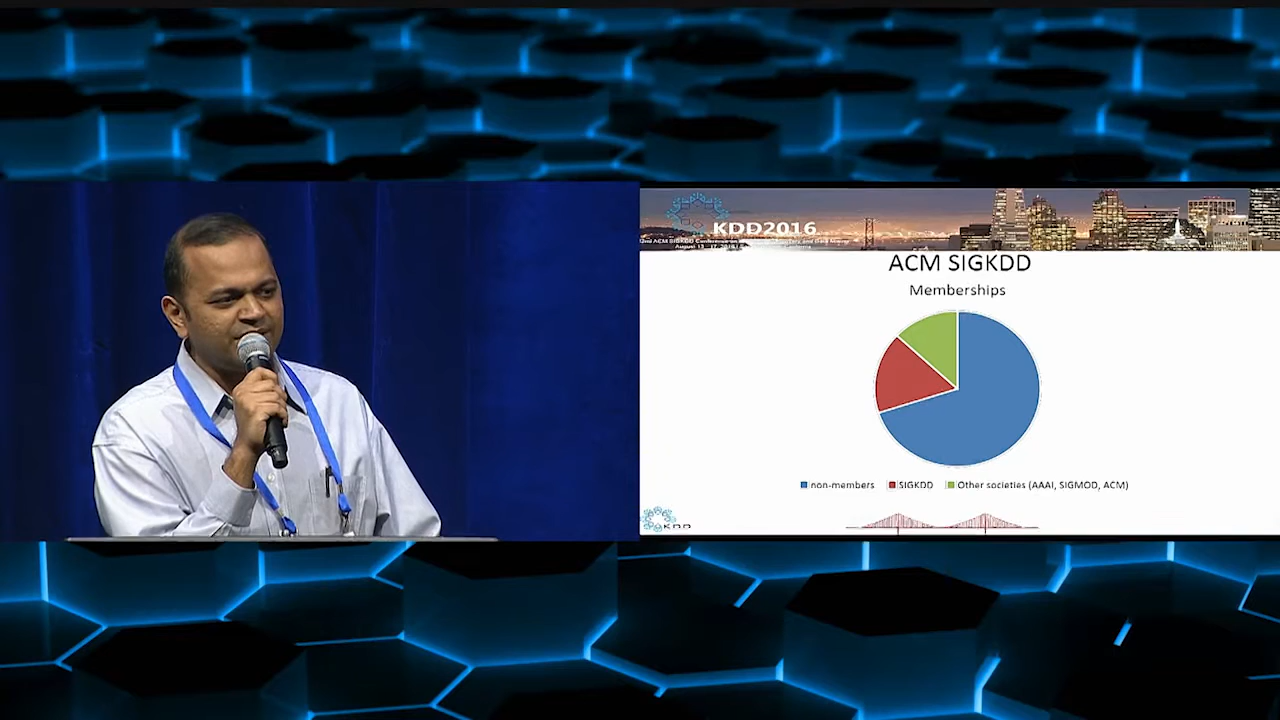 KDD2016
ACM SIGKDD
Memberships
non-members
SIGKDD
Other societies (AAAI, SIGMOD, ACM)
KDD